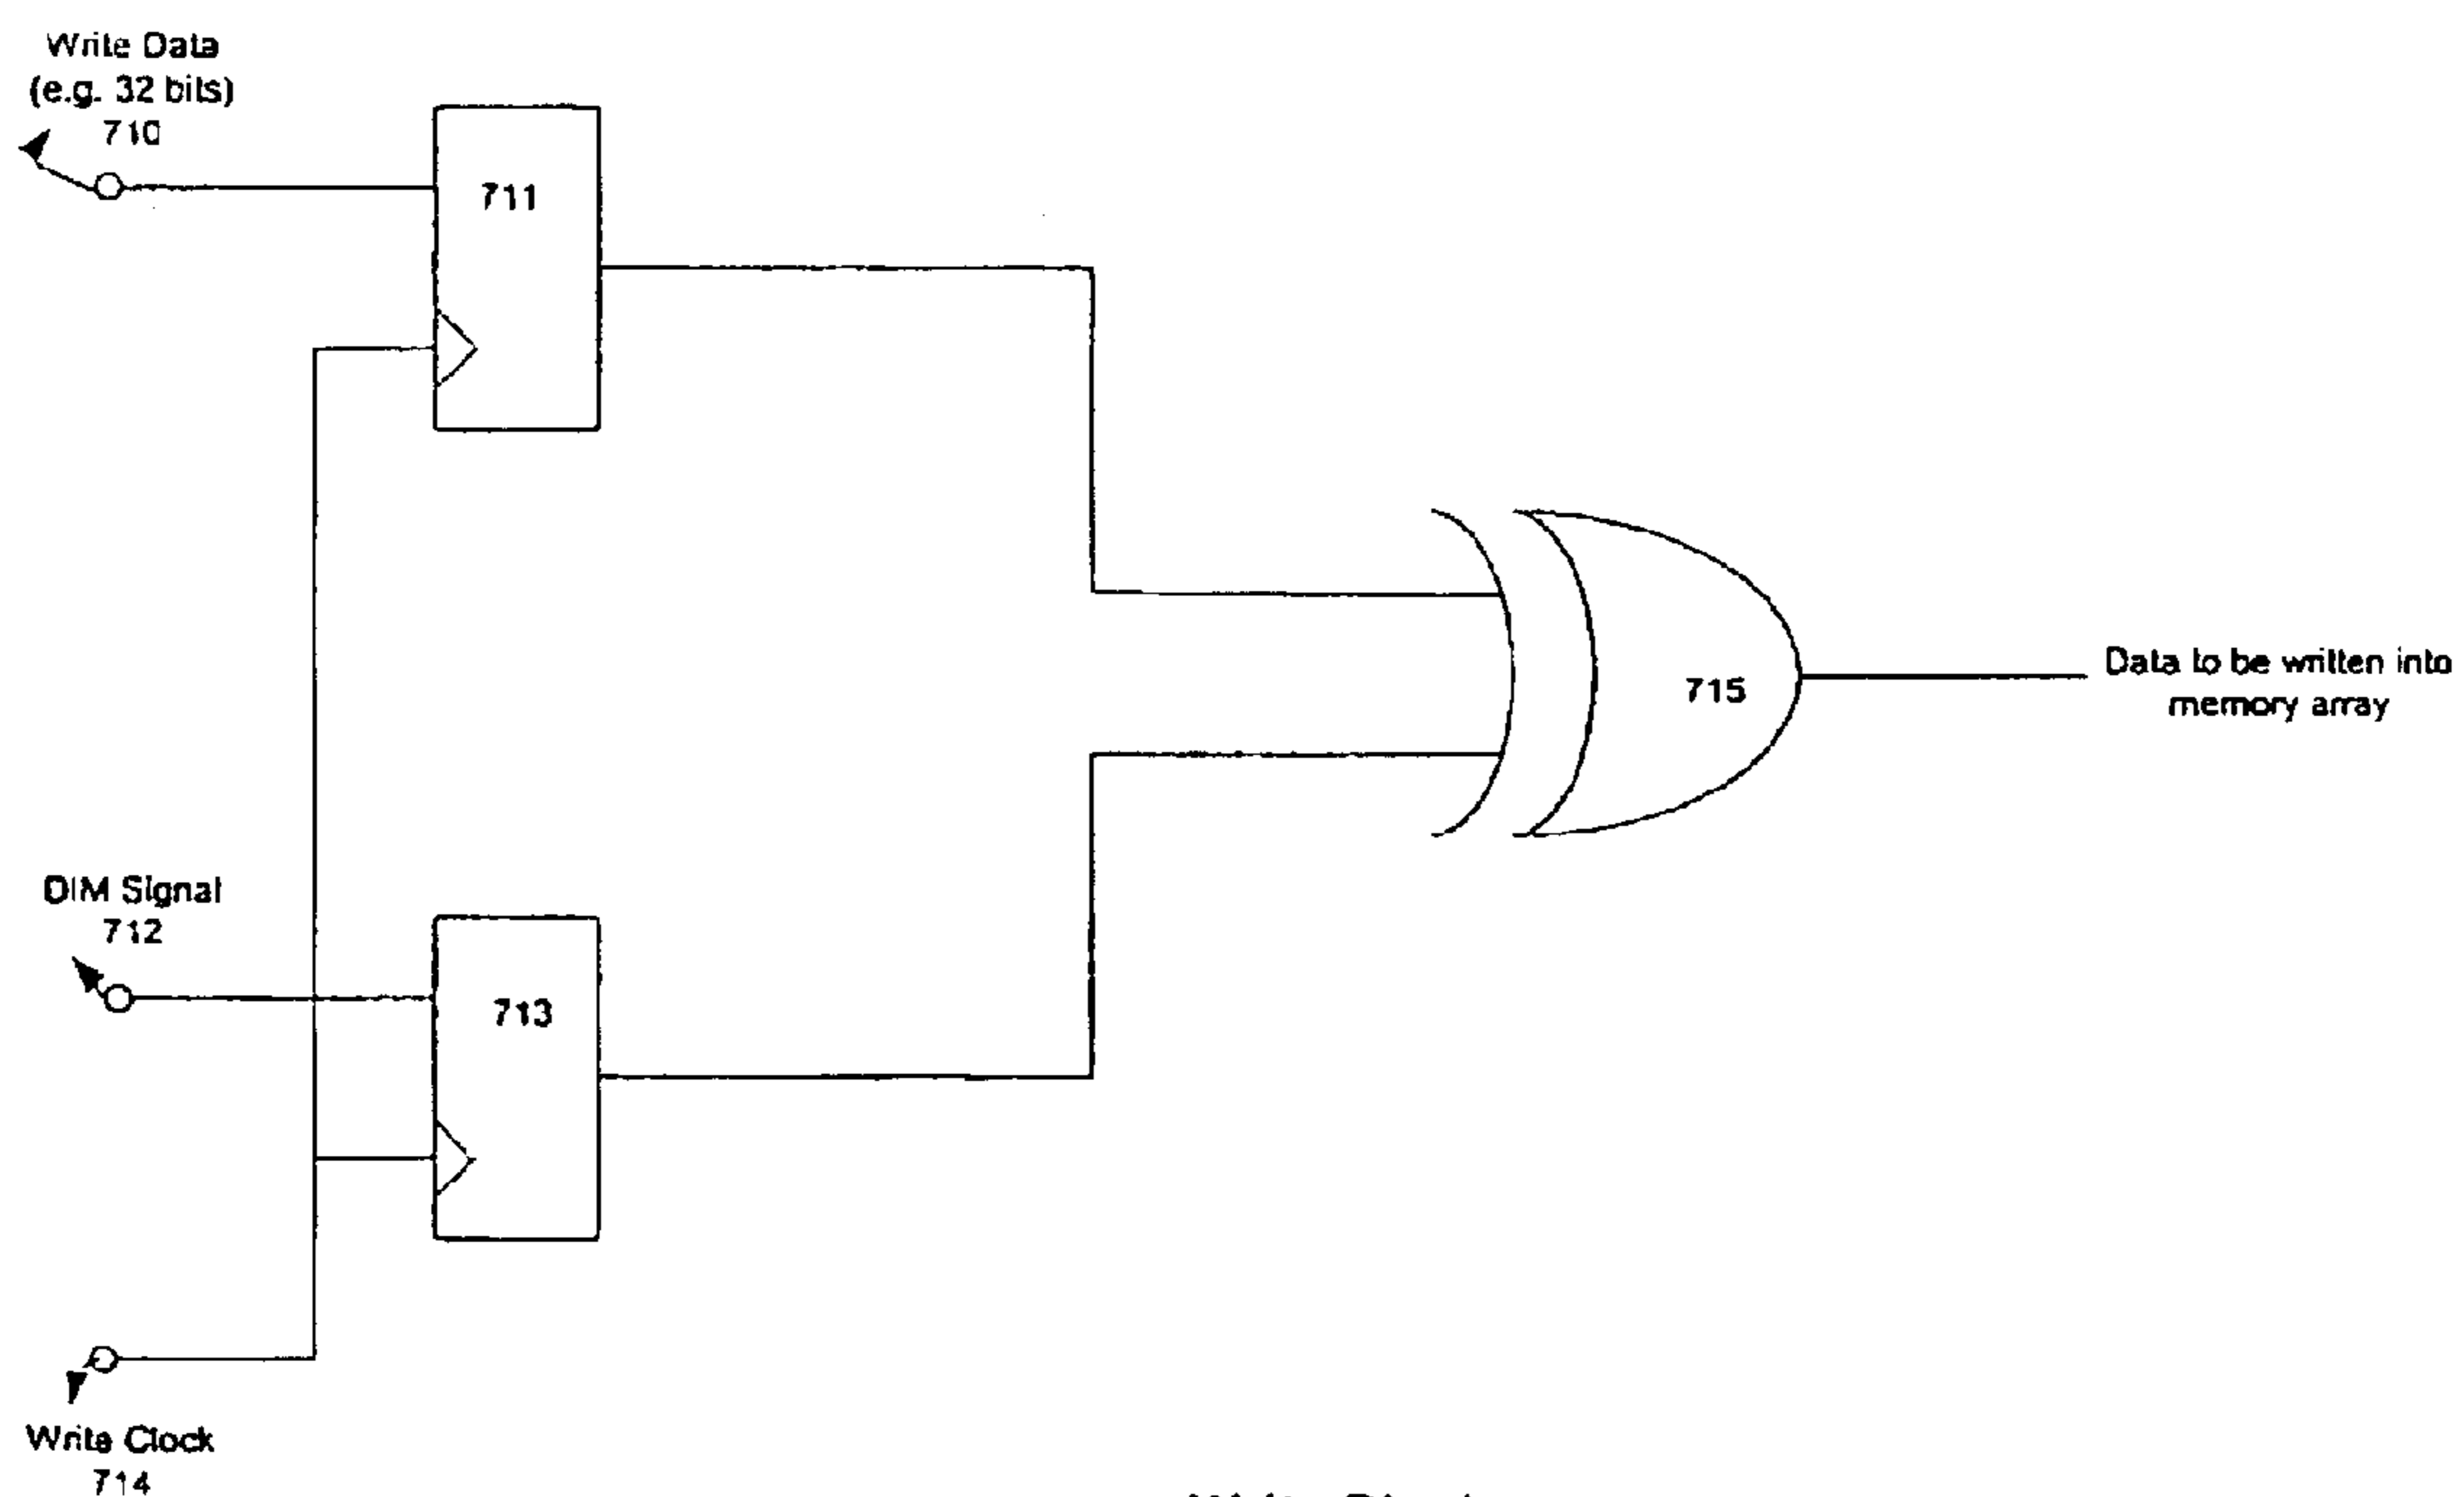 Write Data
(e.g. 32 bits)
710
711
715
Data to be written into
memory array
DIM Signal
712
713
Write Clock
714